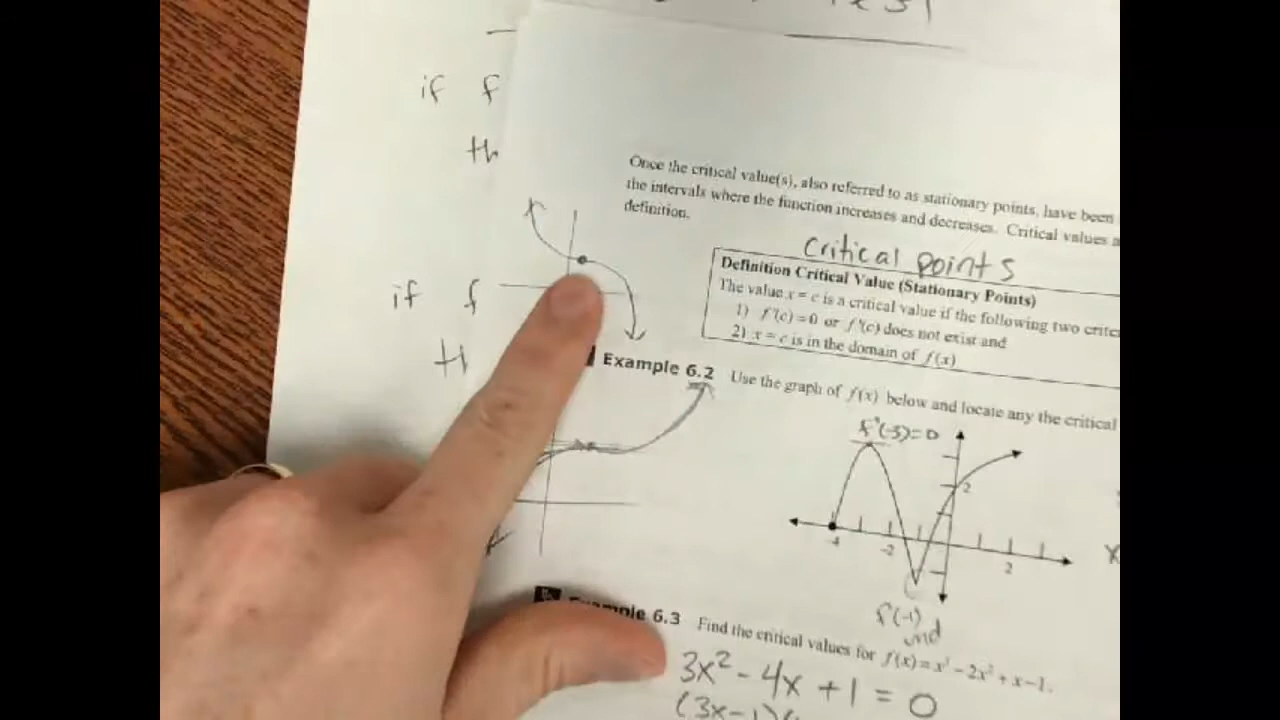 if f
th
Once the critical value(s), also referred to as stationary points, have been
the intervals where the function increases and decreases. Critical values a
definition.
critical points
Definition Critical Value (Stationary Points)
The value x = c is a critical value if the following two crite
1) f'(c) = 0 or f'(c) does not exist and
2) x = c is in the domain of f(x)
if f
th
Example 6.2 Use the graph of f(x) below and locate any the critical
f'(-3)=0
2
-4
-2
2
x
f'(-1)
und
Example 6.3 Find the critical values for f(x) = x³ − 2x² + x − 1.
3x² - 4x + 1 = 0
(3x-1)(